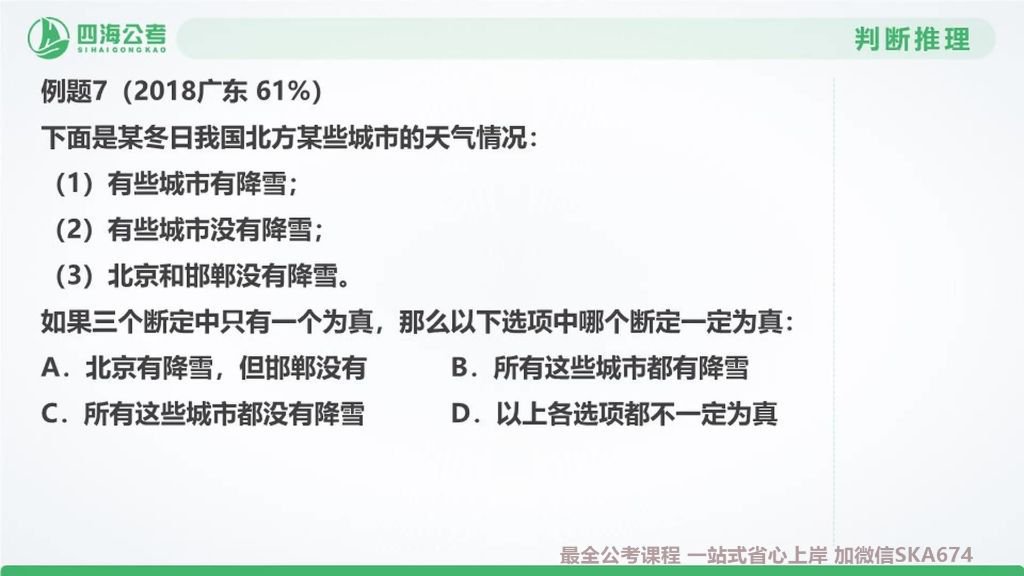 四海公考
SIHAIGONGKAO
判断推理
例题7（2018广东 61%）
下面是某冬日我国北方某些城市的天气情况：
（1）有些城市有降雪；
（2）有些城市没有降雪；
（3）北京和邯郸没有降雪。
如果三个断定中只有一个为真，那么以下选项中哪个断定一定为真：
A．北京有降雪，但邯郸没有 B．所有这些城市都有降雪
C．所有这些城市都没有降雪 D．以上各选项都不一定为真
最全公考课程 一站式省心上岸 加微信SKA674